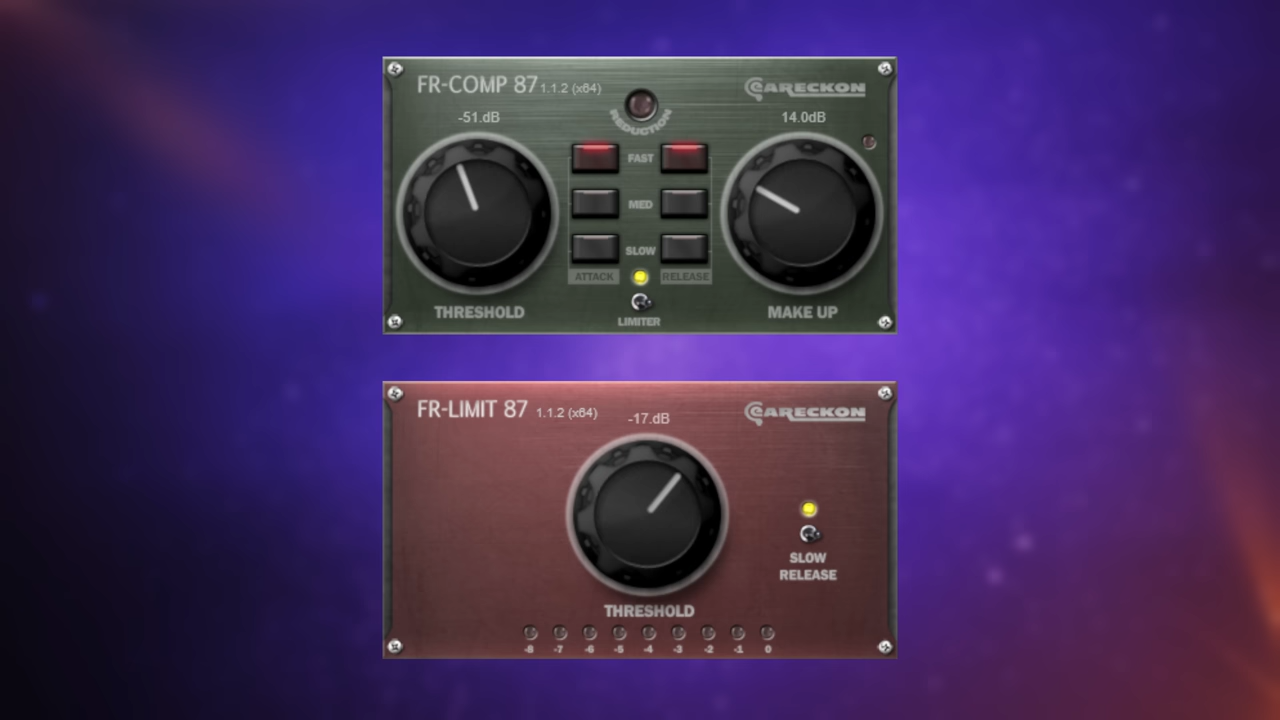 FR-COMP 87 1.1.2 (x64)
CARECKON
REDUCTION
-51.dB
14.0dB
FAST
MED
SLOW
ATTACK
RELEASE
THRESHOLD
MAKE UP
LIMITER
FR-LIMIT 87 1.1.2 (x64)
-17.dB
CARECKON
SLOW
RELEASE
THRESHOLD
-8 -7 -6 -5 -4 -3 -2 -1 0